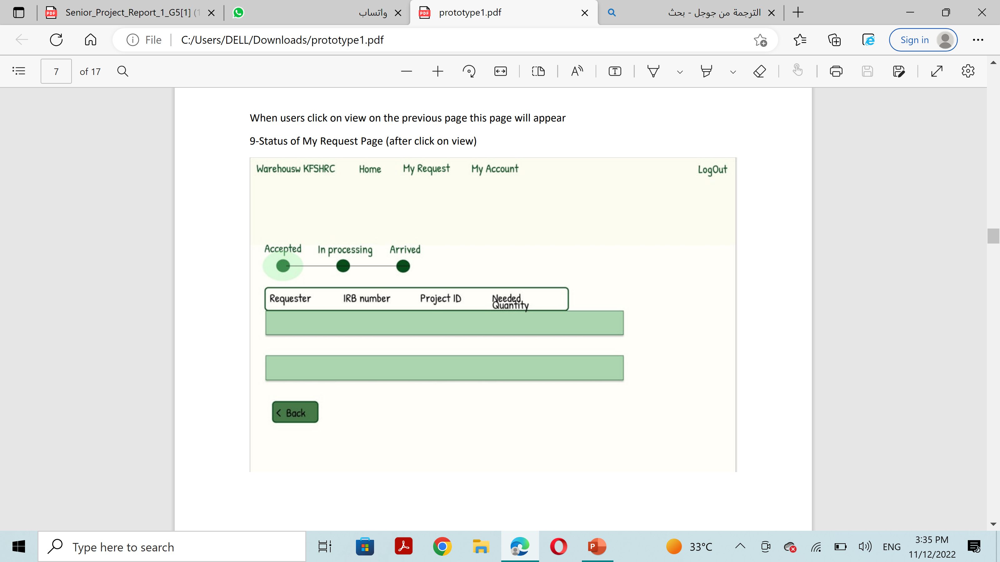 Senior_Project_Report_1_G5[1] (1
واتساب
prototype1.pdf
الترجمة من جوجل - بحث
File
C:/Users/DELL/Downloads/prototype1.pdf
Sign in
7 of 17
When users click on view on the previous page this page will appear
9-Status of My Request Page (after click on view)
Warehousw KFSHRC Home My Request My Account LogOut
Accepted In processing Arrived
Requester IRB number Project ID Needed
Quantity
< Back
Type here to search
33°C
ENG
3:35 PM
11/12/2022